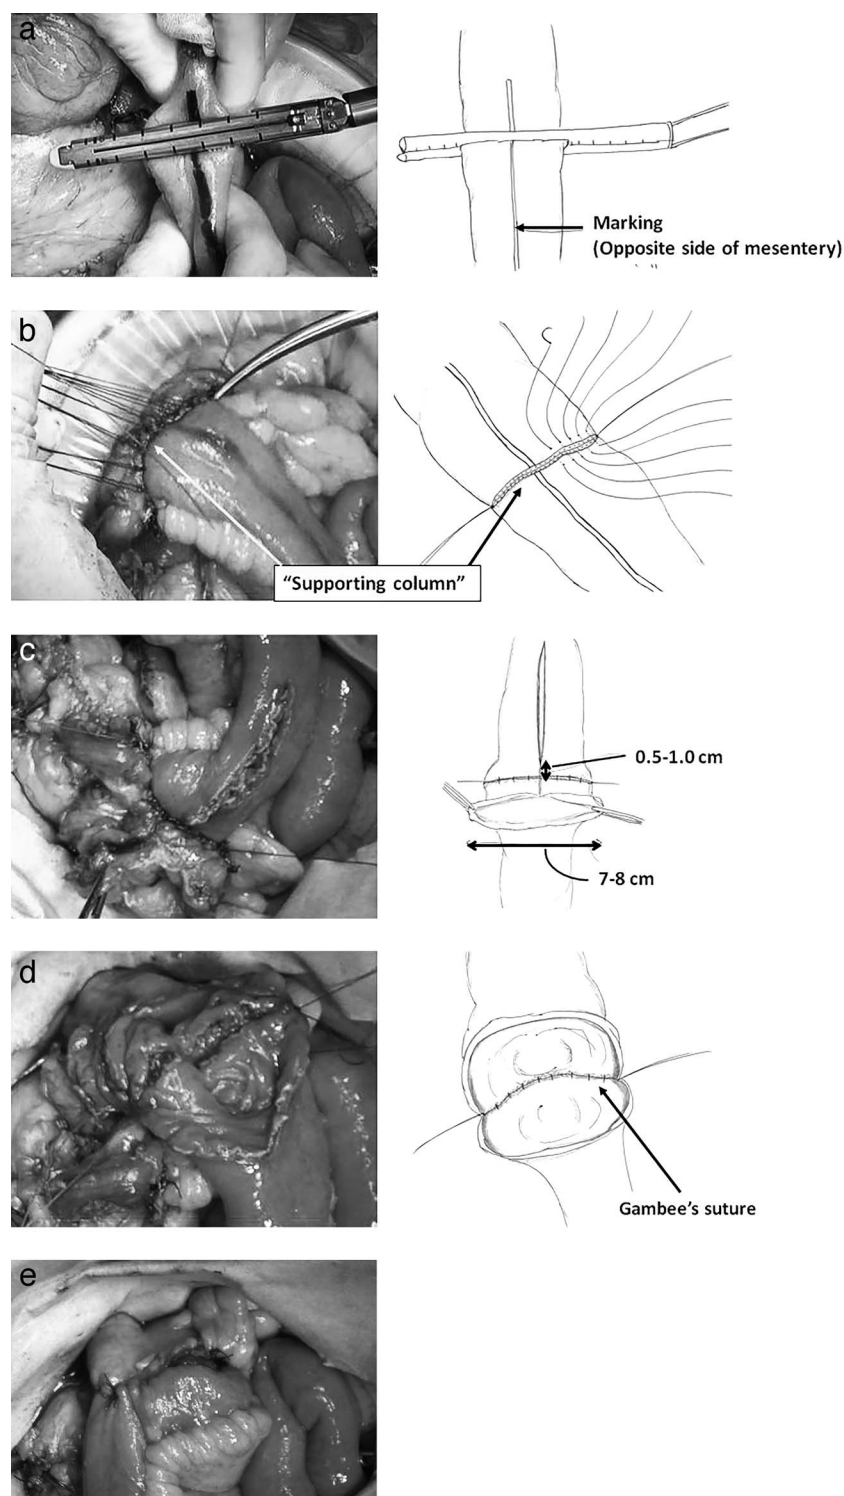 a
Marking
(Opposite side of mesentery)
b
"Supporting column"
c
0.5-1.0 cm
7-8 cm
d
Gambee's suture
e